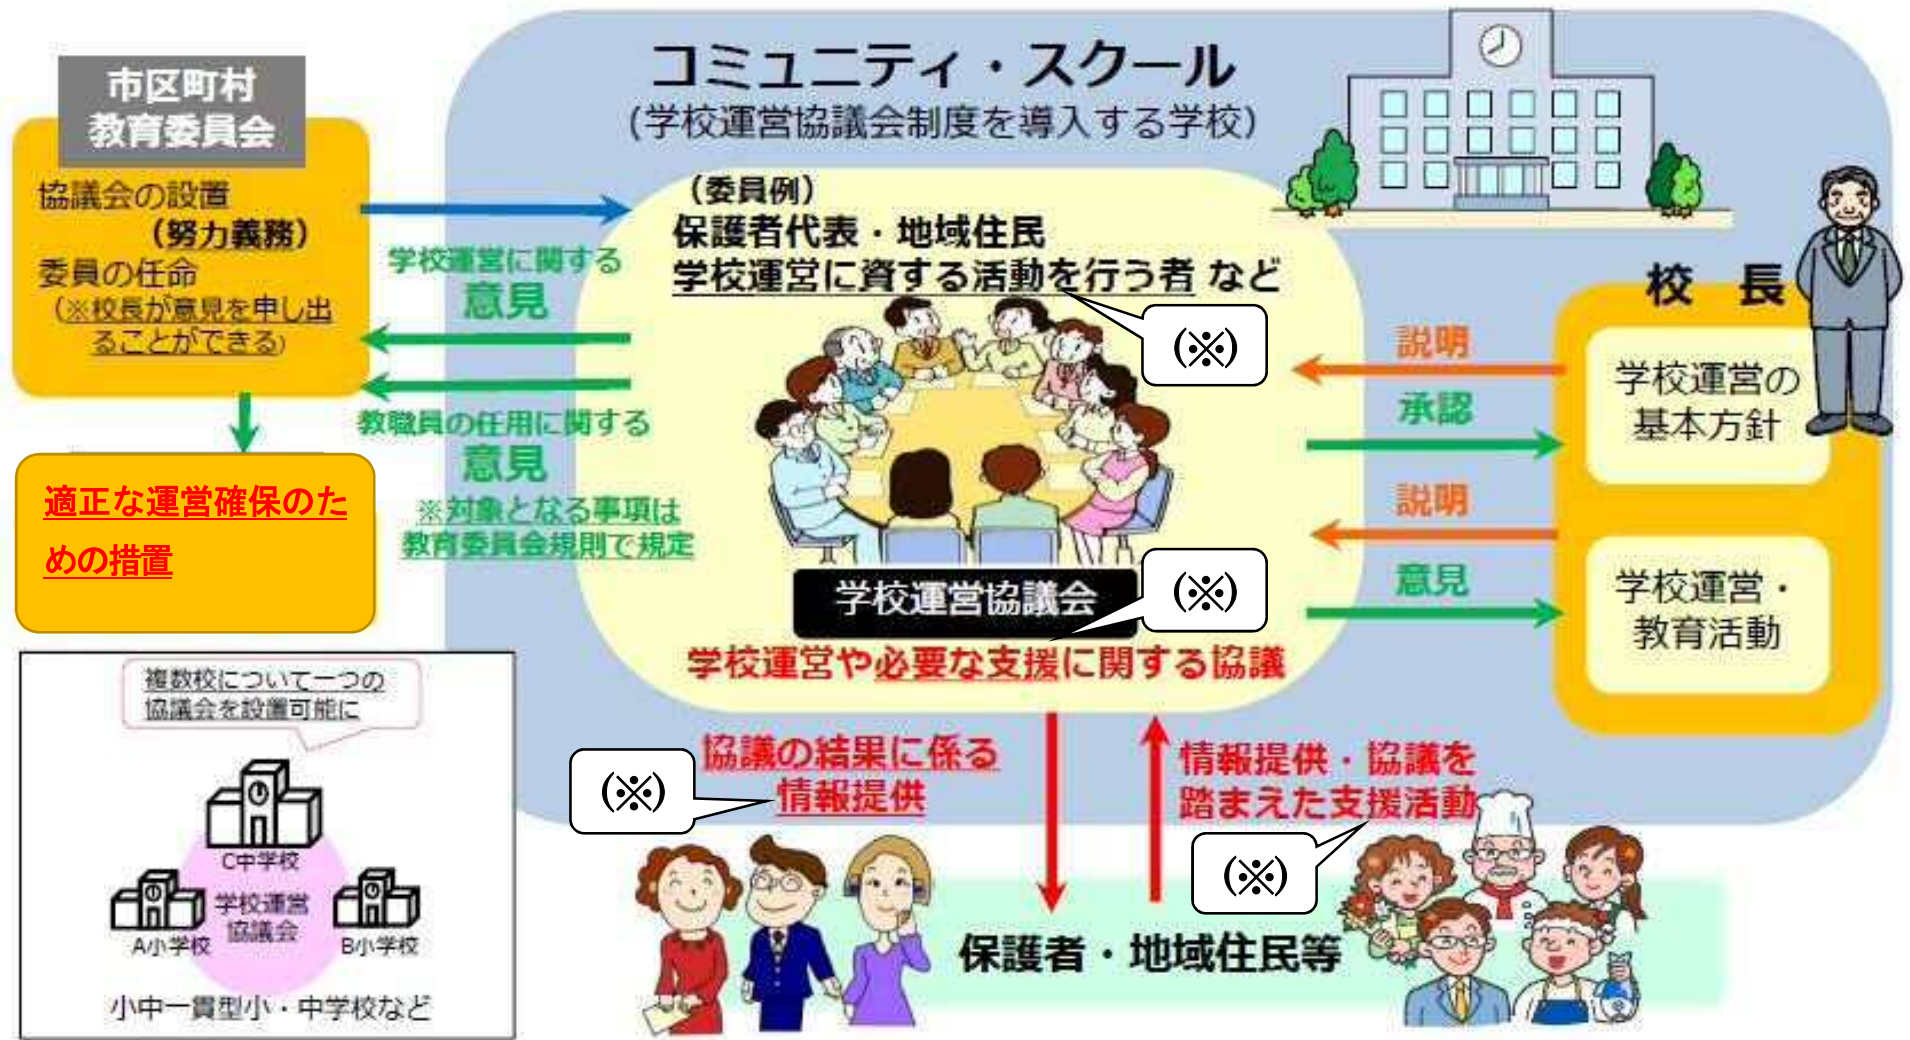 コミュニティ・スクール
(学校運営協議会制度を導入する学校)
市区町村
教育委員会
協議会の設置
(努力義務)
委員の任命
(※校長が意見を申し出
ることができる)
学校運営に関する
意見
教職員の任用に関する
意見
※対象となる事項は
教育委員会規則で規定
適正な運営確保のた
めの措置
(委員例)
保護者代表・地域住民
学校運営に資する活動を行う者 など
(※)
学校運営協議会
(※)
学校運営や必要な支援に関する協議
校 長
説明
承認
学校運営の
基本方針
説明
意見
学校運営・
教育活動
協議の結果に係る
情報提供
(※)
情報提供・協議を
踏まえた支援活動
(※)
保護者・地域住民等
複数校について一つの
協議会を設置可能に
C中学校
学校運営
協議会
A小学校
B小学校
小中一貫型小・中学校など